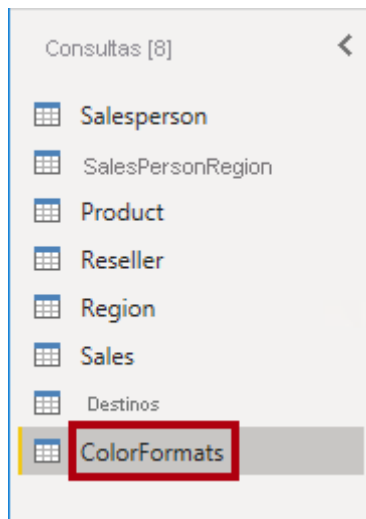 Consultas [8]
Salesperson
SalesPersonRegion
Product
Reseller
Region
Sales
Destinos
ColorFormats